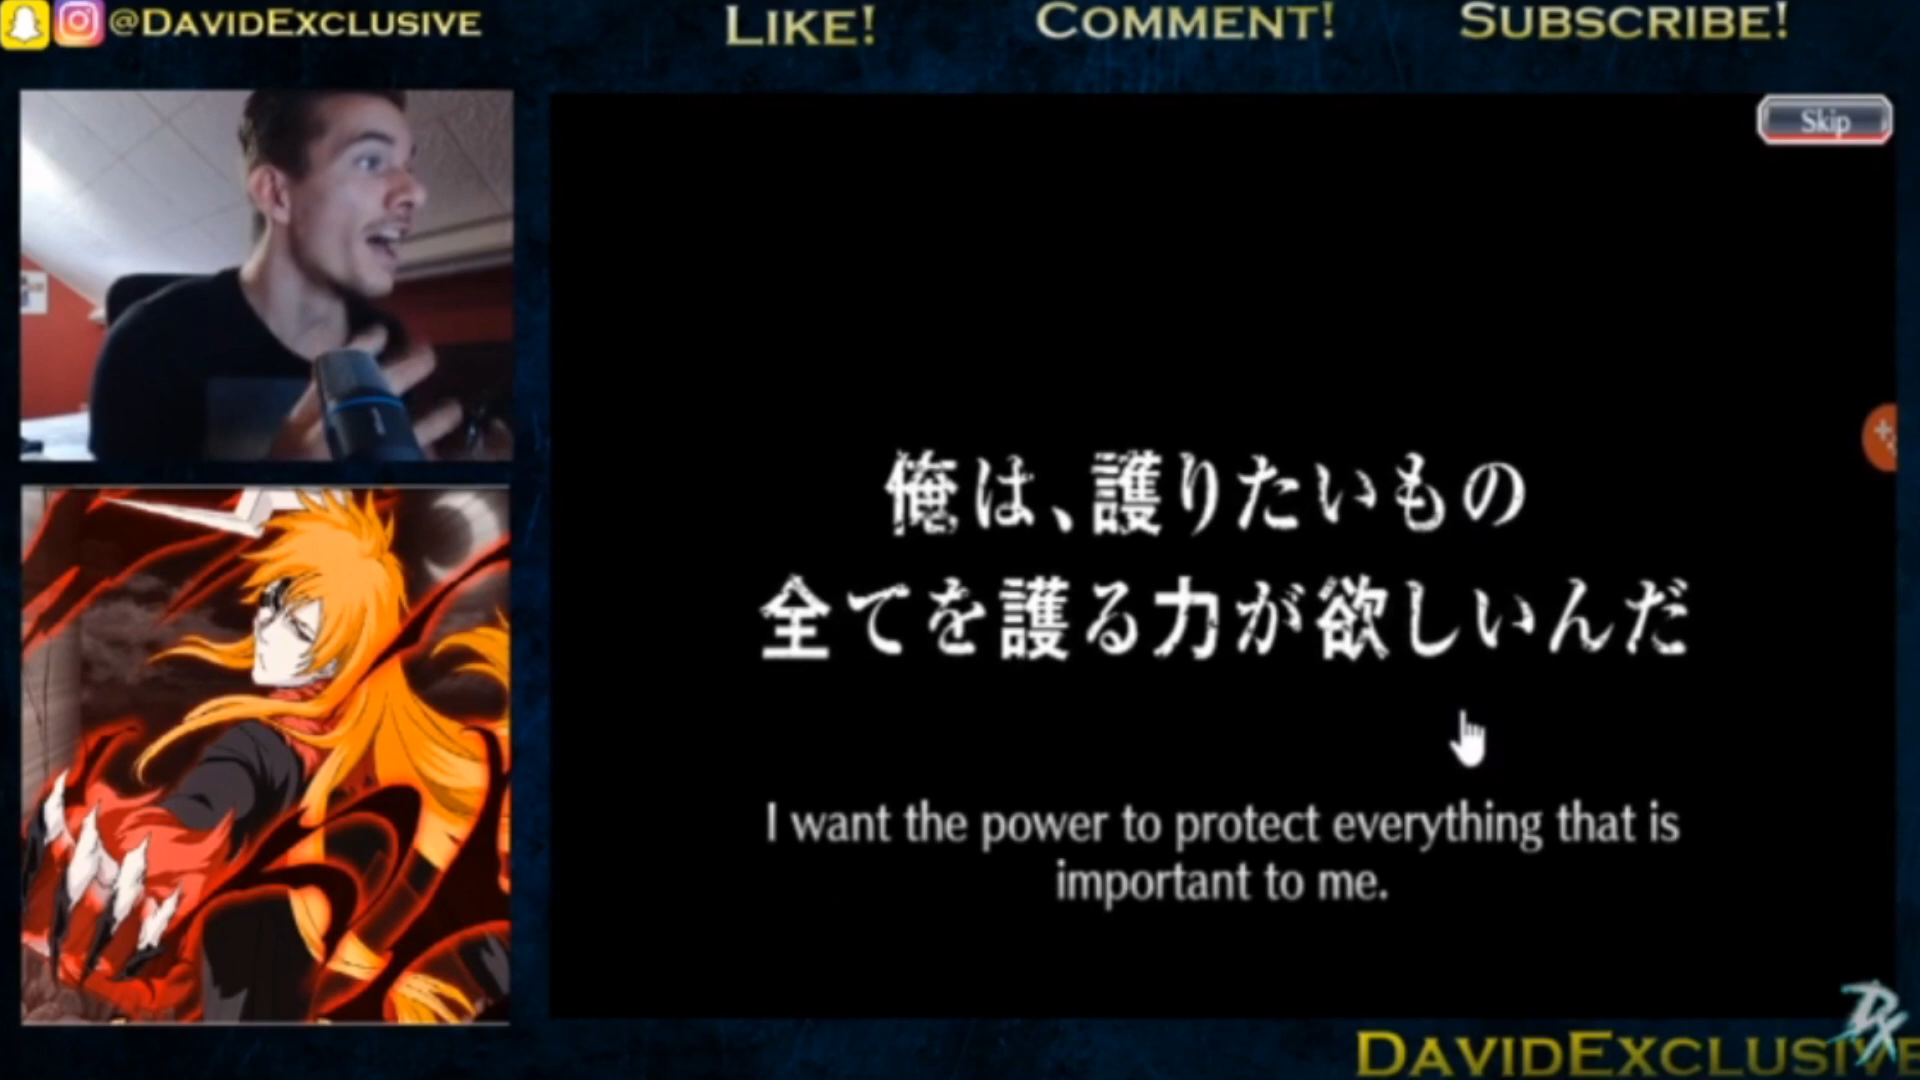 @DAVIDEXCLUSIVE
LIKE!
COMMENT!
SUBSCRIBE!
Skip
俺は、護りたいもの
全てを護る力が欲しいんだ
I want the power to protect everything that is
important to me.
DX
DAVIDEXCLUSIVE